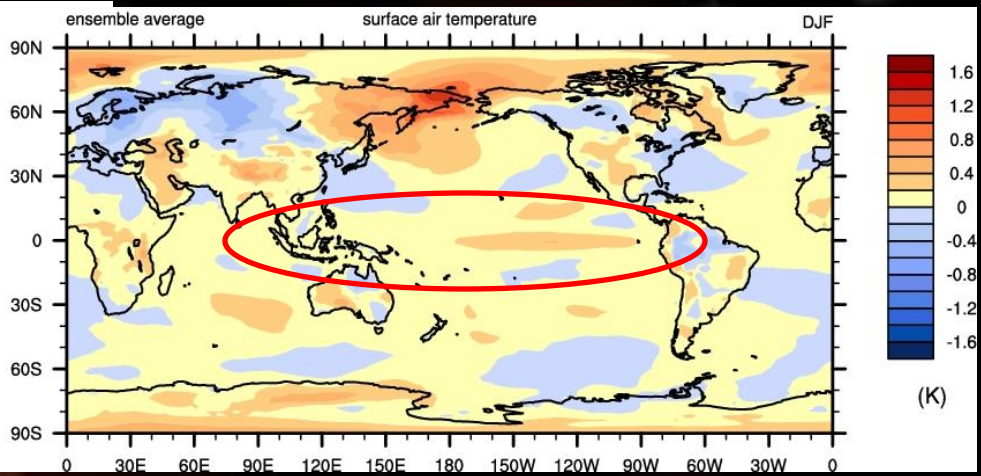 ensemble average surface air temperature DJF
90N
60N
30N
0
30S
60S
90S
0 30E 60E 90E 120E 150E 180 150W 120W 90W 60W 30W 0
1.6
1.2
0.8
0.4
0
-0.4
-0.8
-1.2
-1.6
(K)